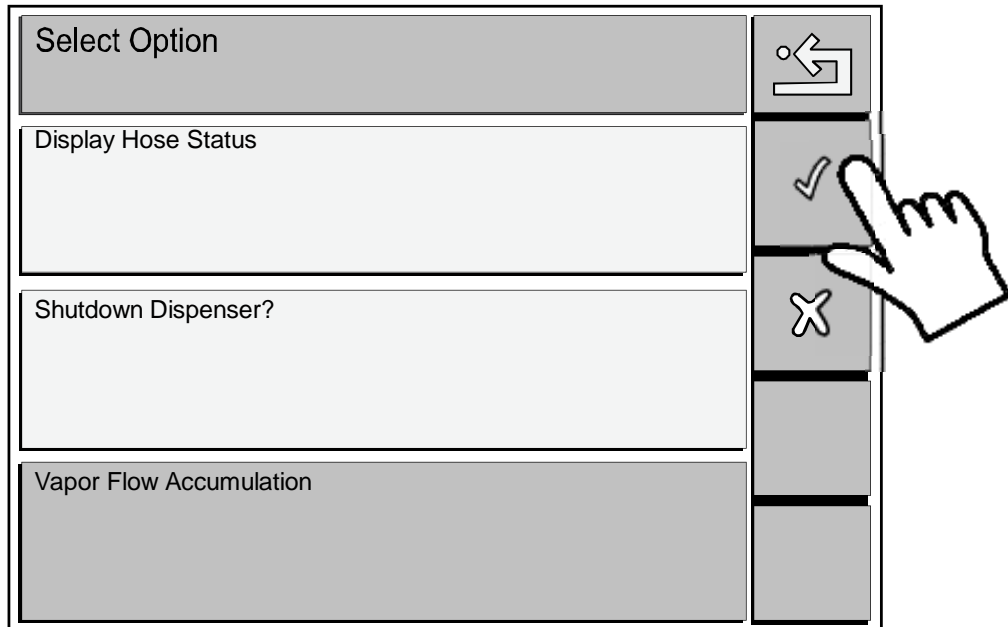 Select Option
Display Hose Status
Shutdown Dispenser?
Vapor Flow Accumulation